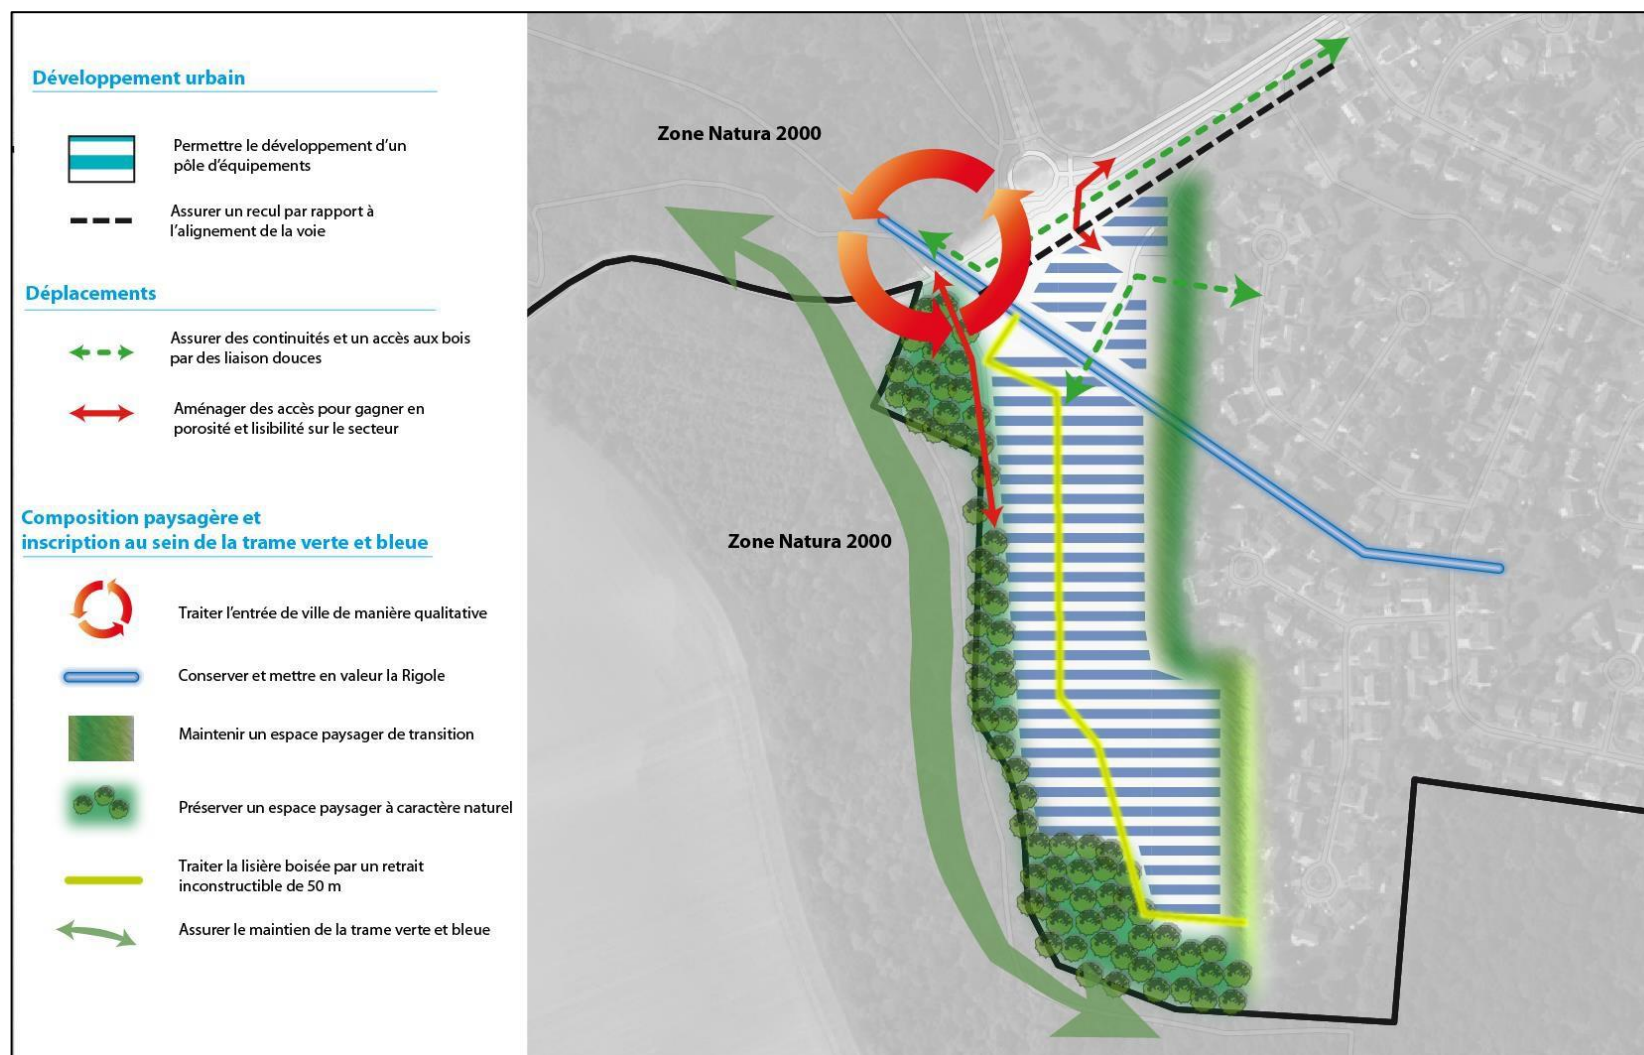 Développement urbain
Permettre le développement d'un
pôle d'équipements
Assurer un recul par rapport à
l'alignement de la voie
Déplacements
Assurer des continuités et un accès aux bois
par des liaison douces
Aménager des accès pour gagner en
porosité et lisibilité sur le secteur
Composition paysagère et
inscription au sein de la trame verte et bleue
Traiter l'entrée de ville de manière qualitative
Conserver et mettre en valeur la Rigole
Maintenir un espace paysager de transition
Préserver un espace paysager à caractère naturel
Traiter la lisière boisée par un retrait
inconstructible de 50 m
Assurer le maintien de la trame verte et bleue
Zone Natura 2000
Zone Natura 2000